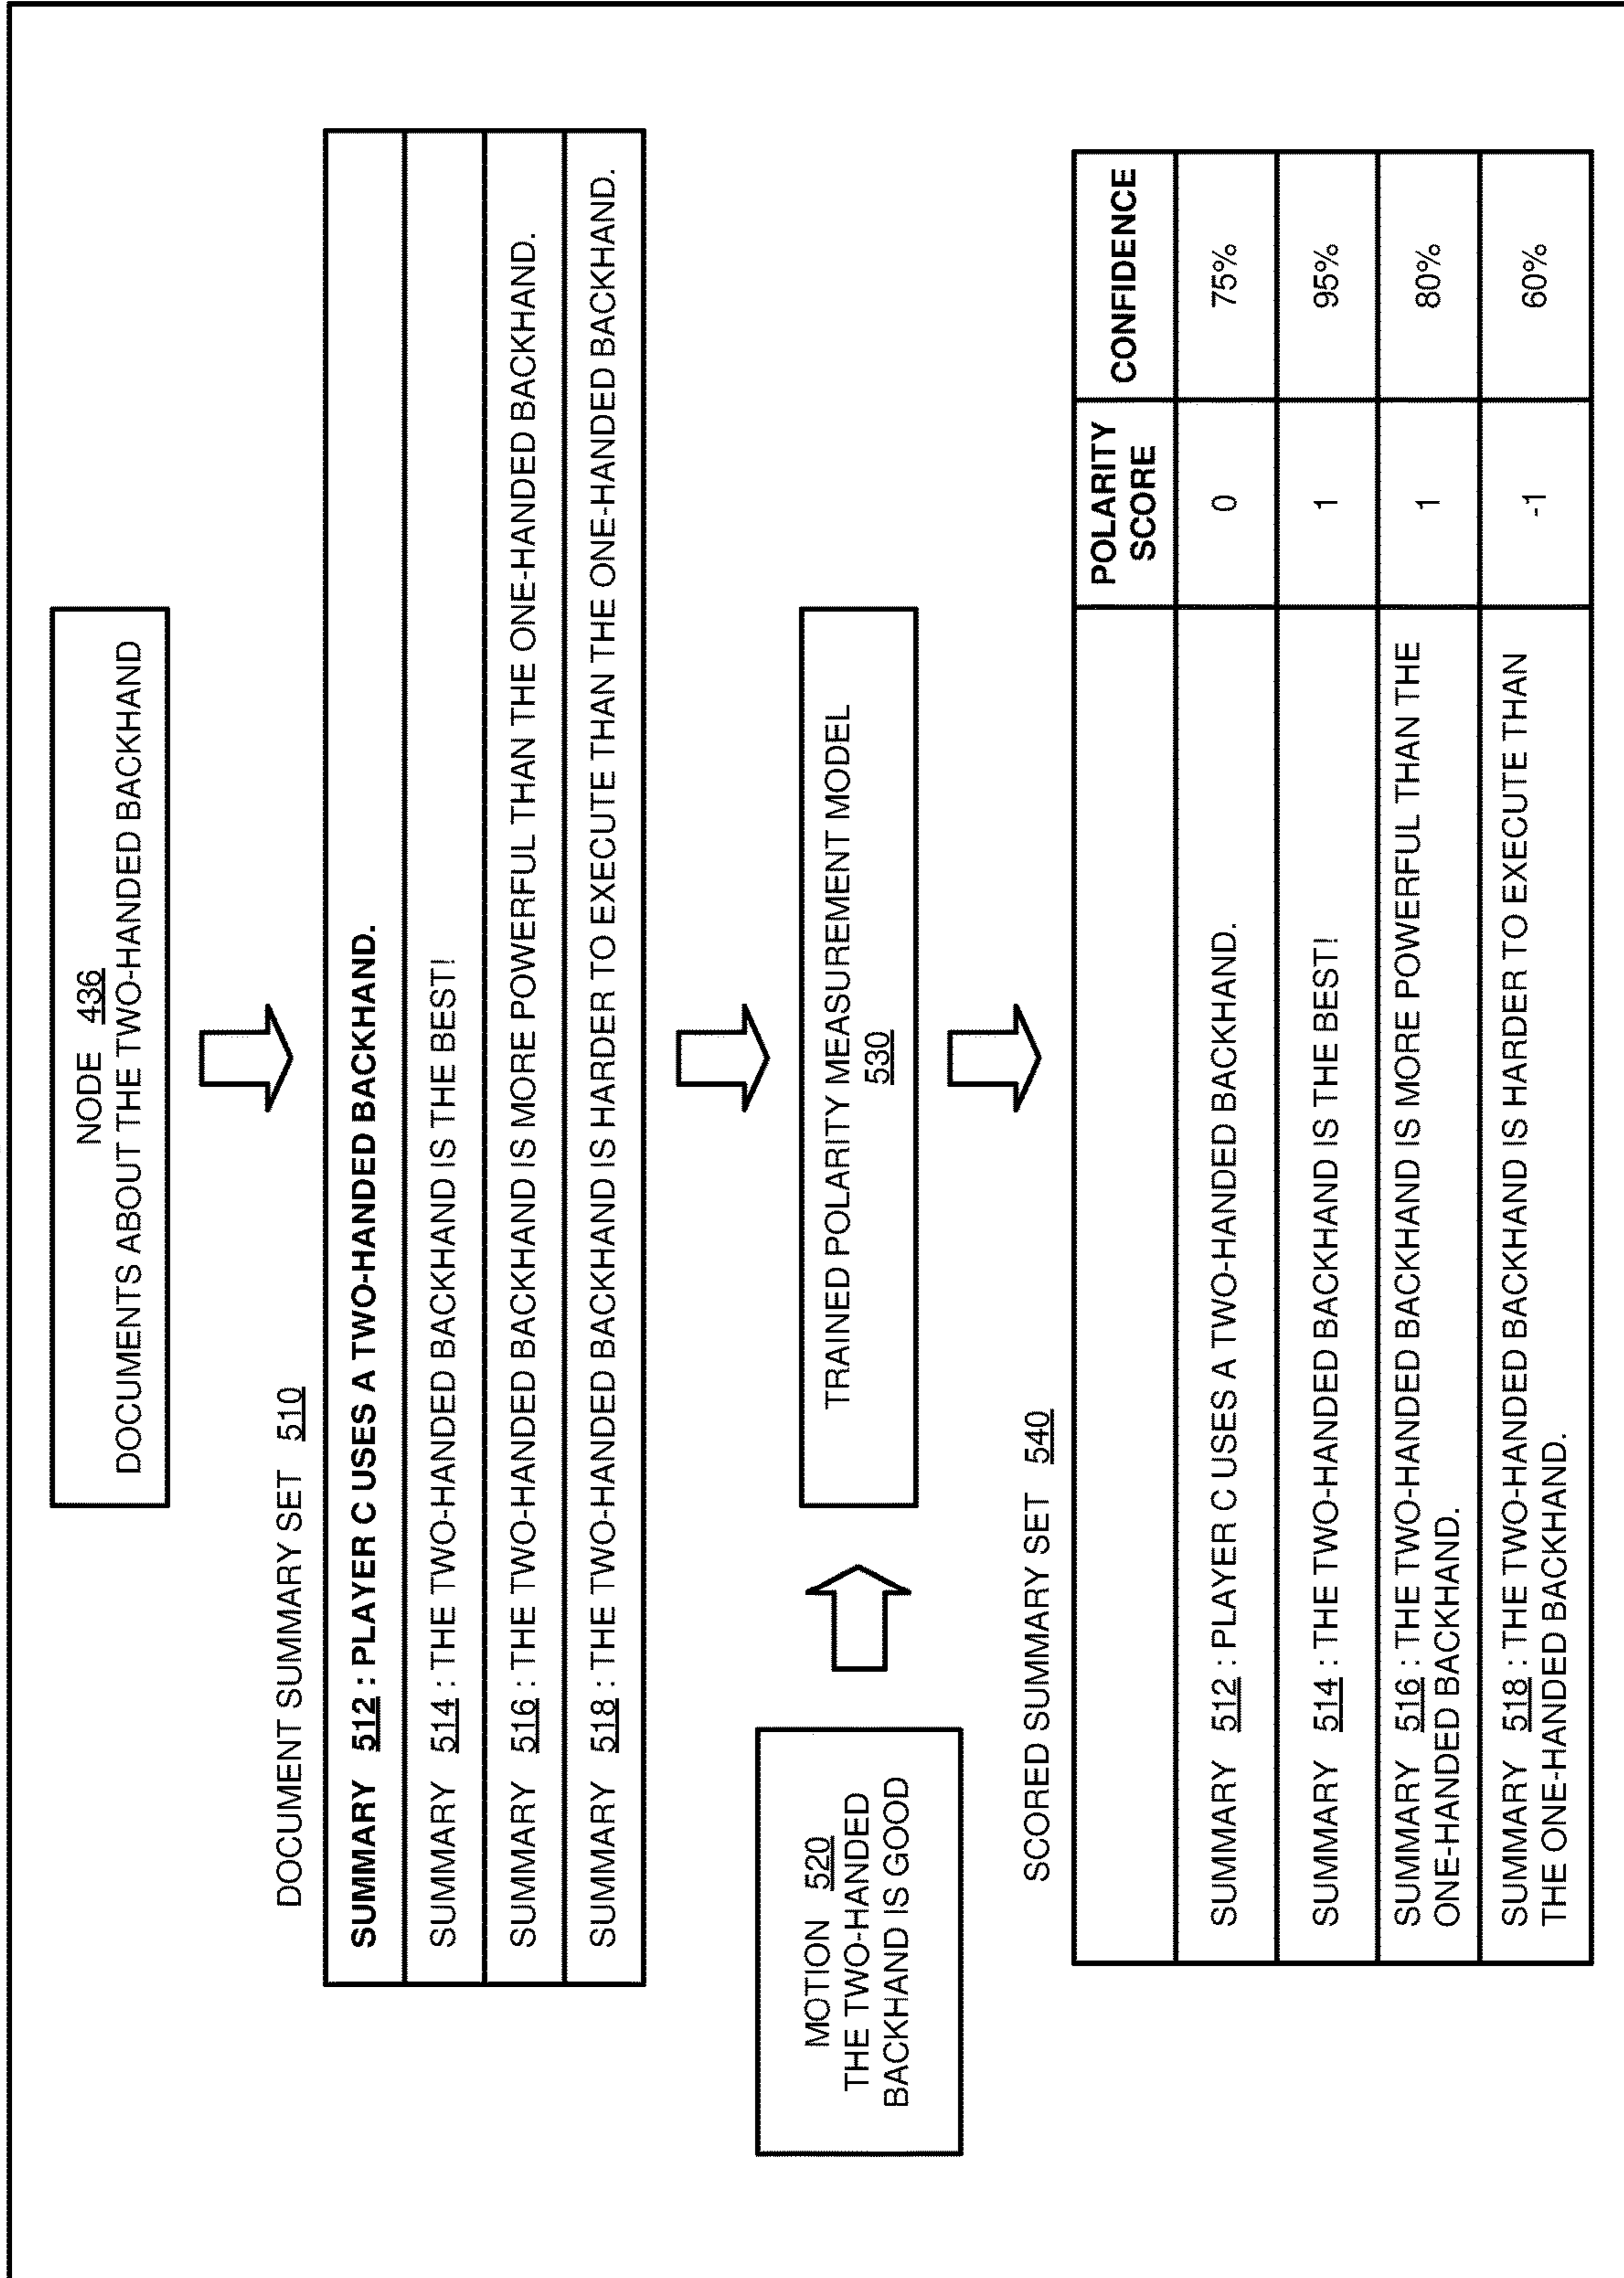 NODE 436
DOCUMENTS ABOUT THE TWO-HANDED BACKHAND
DOCUMENT SUMMARY SET 510
SUMMARY 512 : PLAYER C USES A TWO-HANDED BACKHAND.
SUMMARY 514 : THE TWO-HANDED BACKHAND IS THE BEST!
SUMMARY 516 : THE TWO-HANDED BACKHAND IS MORE POWERFUL THAN THE ONE-HANDED BACKHAND.
SUMMARY 518 : THE TWO-HANDED BACKHAND IS HARDER TO EXECUTE THAN THE ONE-HANDED BACKHAND.
MOTION 520
THE TWO-HANDED
BACKHAND IS GOOD
TRAINED POLARITY MEASUREMENT MODEL
530
SCORED SUMMARY SET 540
POLARITY
SCORE
CONFIDENCE
SUMMARY 512 : PLAYER C USES A TWO-HANDED BACKHAND.
0
75%
SUMMARY 514 : THE TWO-HANDED BACKHAND IS THE BEST!
1
95%
SUMMARY 516 : THE TWO-HANDED BACKHAND IS MORE POWERFUL THAN THE
ONE-HANDED BACKHAND.
1
80%
SUMMARY 518 : THE TWO-HANDED BACKHAND IS HARDER TO EXECUTE THAN
THE ONE-HANDED BACKHAND.
-1
60%